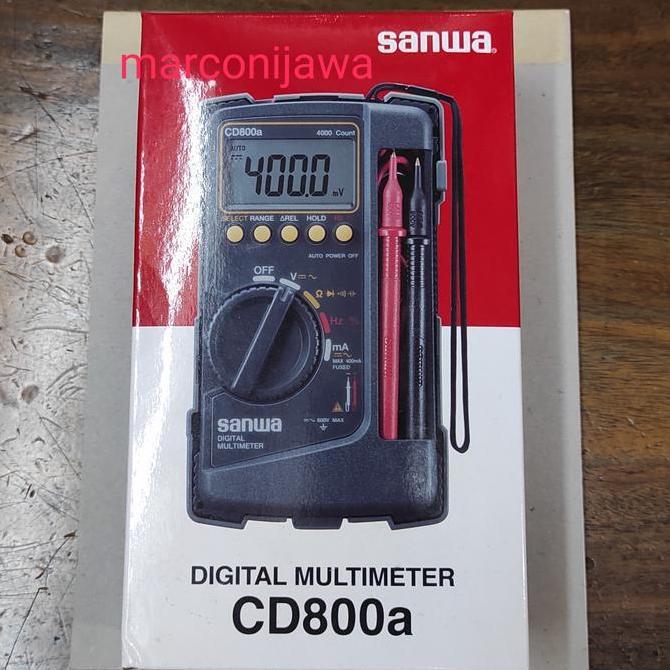 sanwa®
marconijawa
CD800a 4000 Count
AUTO
400.0 mV
SELECT RANGE ΔREL HOLD
AUTO POWER OFF
OFF V
Ω
Hz %
mA
MAX 400mA
FUSED
600V MAX
sanwa
DIGITAL
MULTIMETER
DIGITAL MULTIMETER
CD800a